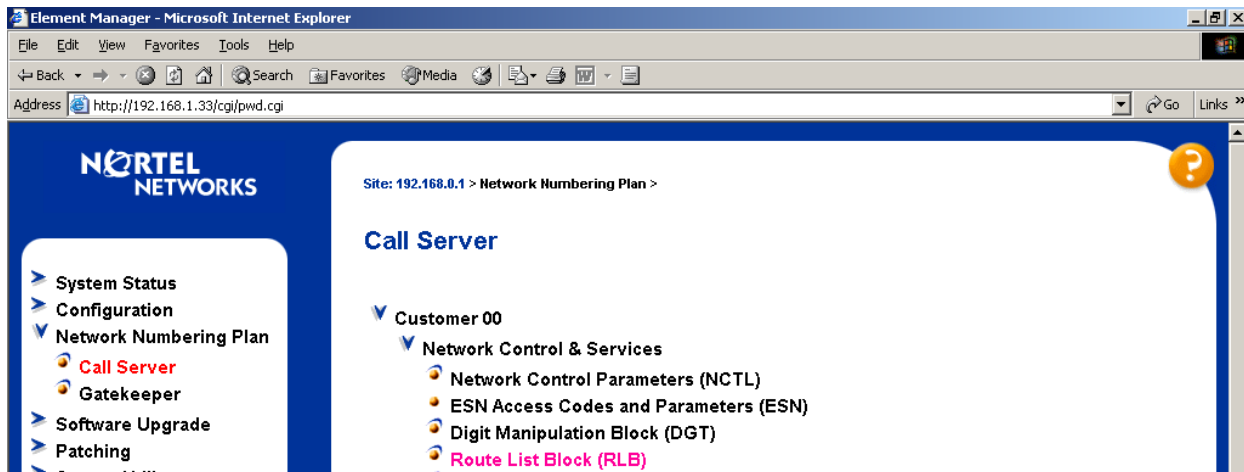 Element Manager - Microsoft Internet Explorer
File Edit View Favorites Tools Help
Back Search Favorites Media
Address http://192.168.1.33/cgi/pwd.cgi Go Links »
NORTEL
NETWORKS
Site: 192.168.0.1 > Network Numbering Plan >
Call Server
System Status
Configuration
Network Numbering Plan
Call Server
Gatekeeper
Software Upgrade
Patching
Customer 00
Network Control & Services
Network Control Parameters (NCTL)
ESN Access Codes and Parameters (ESN)
Digit Manipulation Block (DGT)
Route List Block (RLB)